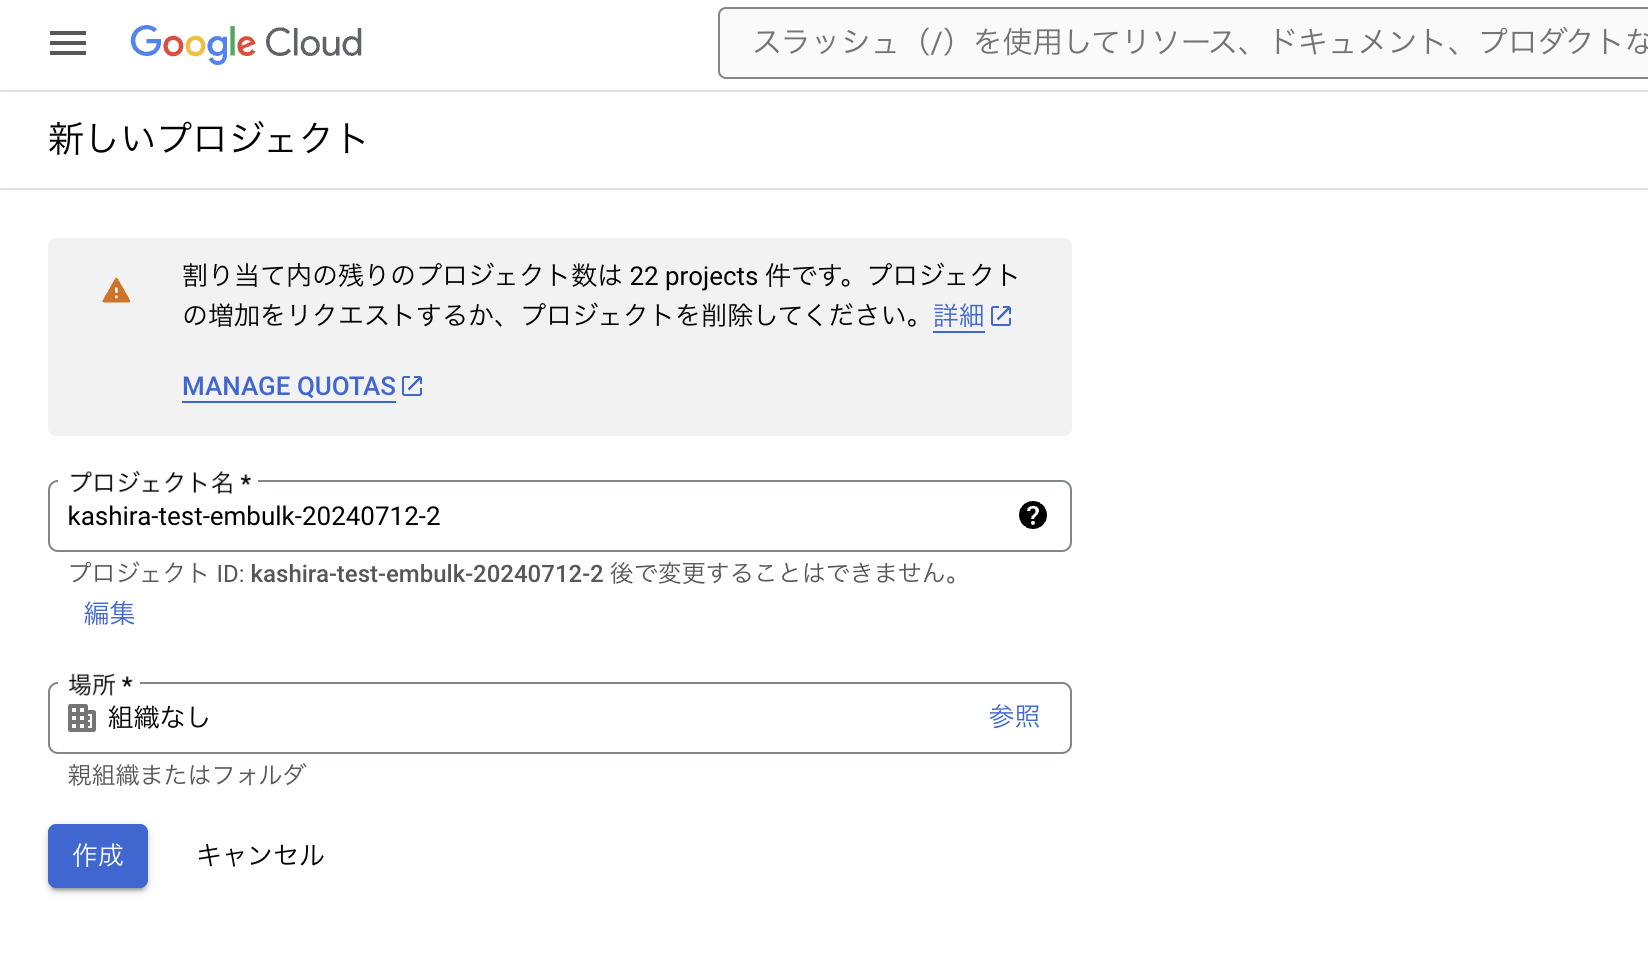 Google Cloud
スラッシュ（/）を使用してリソース、ドキュメント、プロダクトな
新しいプロジェクト
割り当て内の残りのプロジェクト数は 22 projects 件です。プロジェクト
の増加をリクエストするか、プロジェクトを削除してください。詳細
MANAGE QUOTAS
プロジェクト名 *
kashira-test-embulk-20240712-2
プロジェクト ID: kashira-test-embulk-20240712-2 後で変更することはできません。
編集
場所 *
組織なし 参照
親組織またはフォルダ
作成 キャンセル